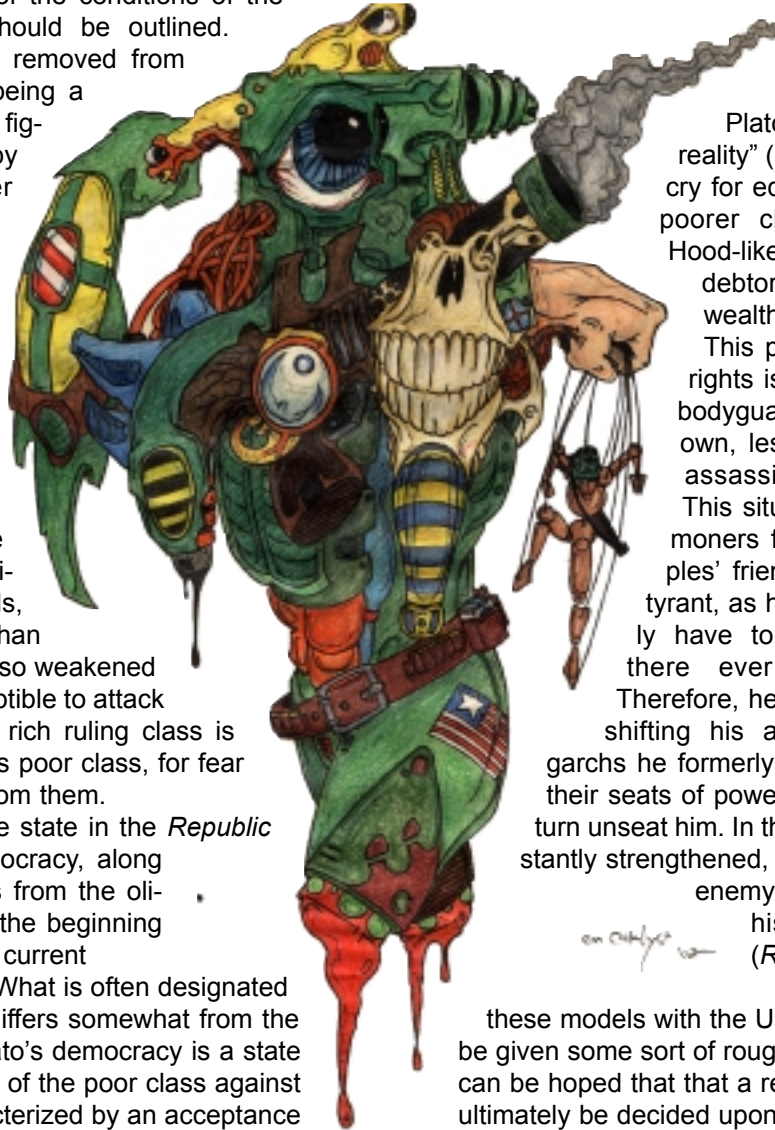 or the conditions of the
should be outlined.
removed from
being a
fig-
by
er
e
i-
ls,
han
so weakened
ptible to attack
rich ruling class is
s poor class, for fear
om them.
e state in the Republic
ocracy, along
s from the oli-
the beginning
current
What is often designated
iffers somewhat from the
ato's democracy is a state
of the poor class against
cterized by an acceptance
Plato
reality” (
cry for ec
poorer c
Hood-like
debtor
wealth
This p
rights is
bodygua
own, les
assassi
This situ
moners f
ples’ frien
tyrant, as h
ly have to
there ever
Therefore, he
shifting his a
garchs he formerly
their seats of powe
turn unseat him. In th
stantly strengthened,
enemy
his
(R
these models with the U
be given some sort of roug
can be hoped that that a re
ultimately be decided upon